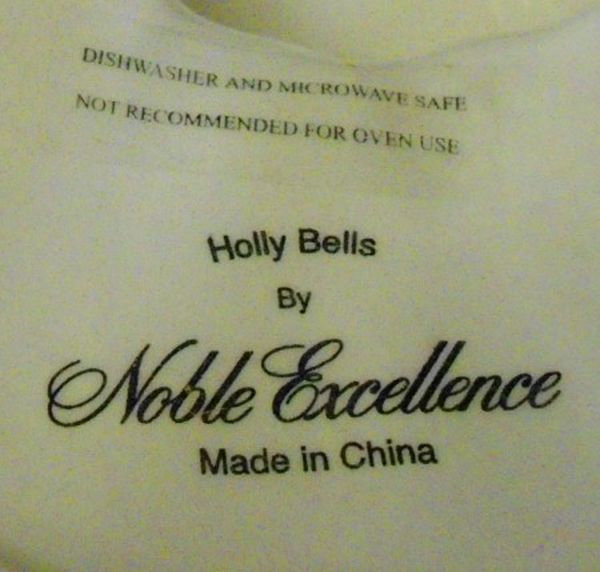 DISHWASHER AND MICROWAVE SAFE
NOT RECOMMENDED FOR OVEN USE
Holly Bells
By
Noble Excellence
Made in China